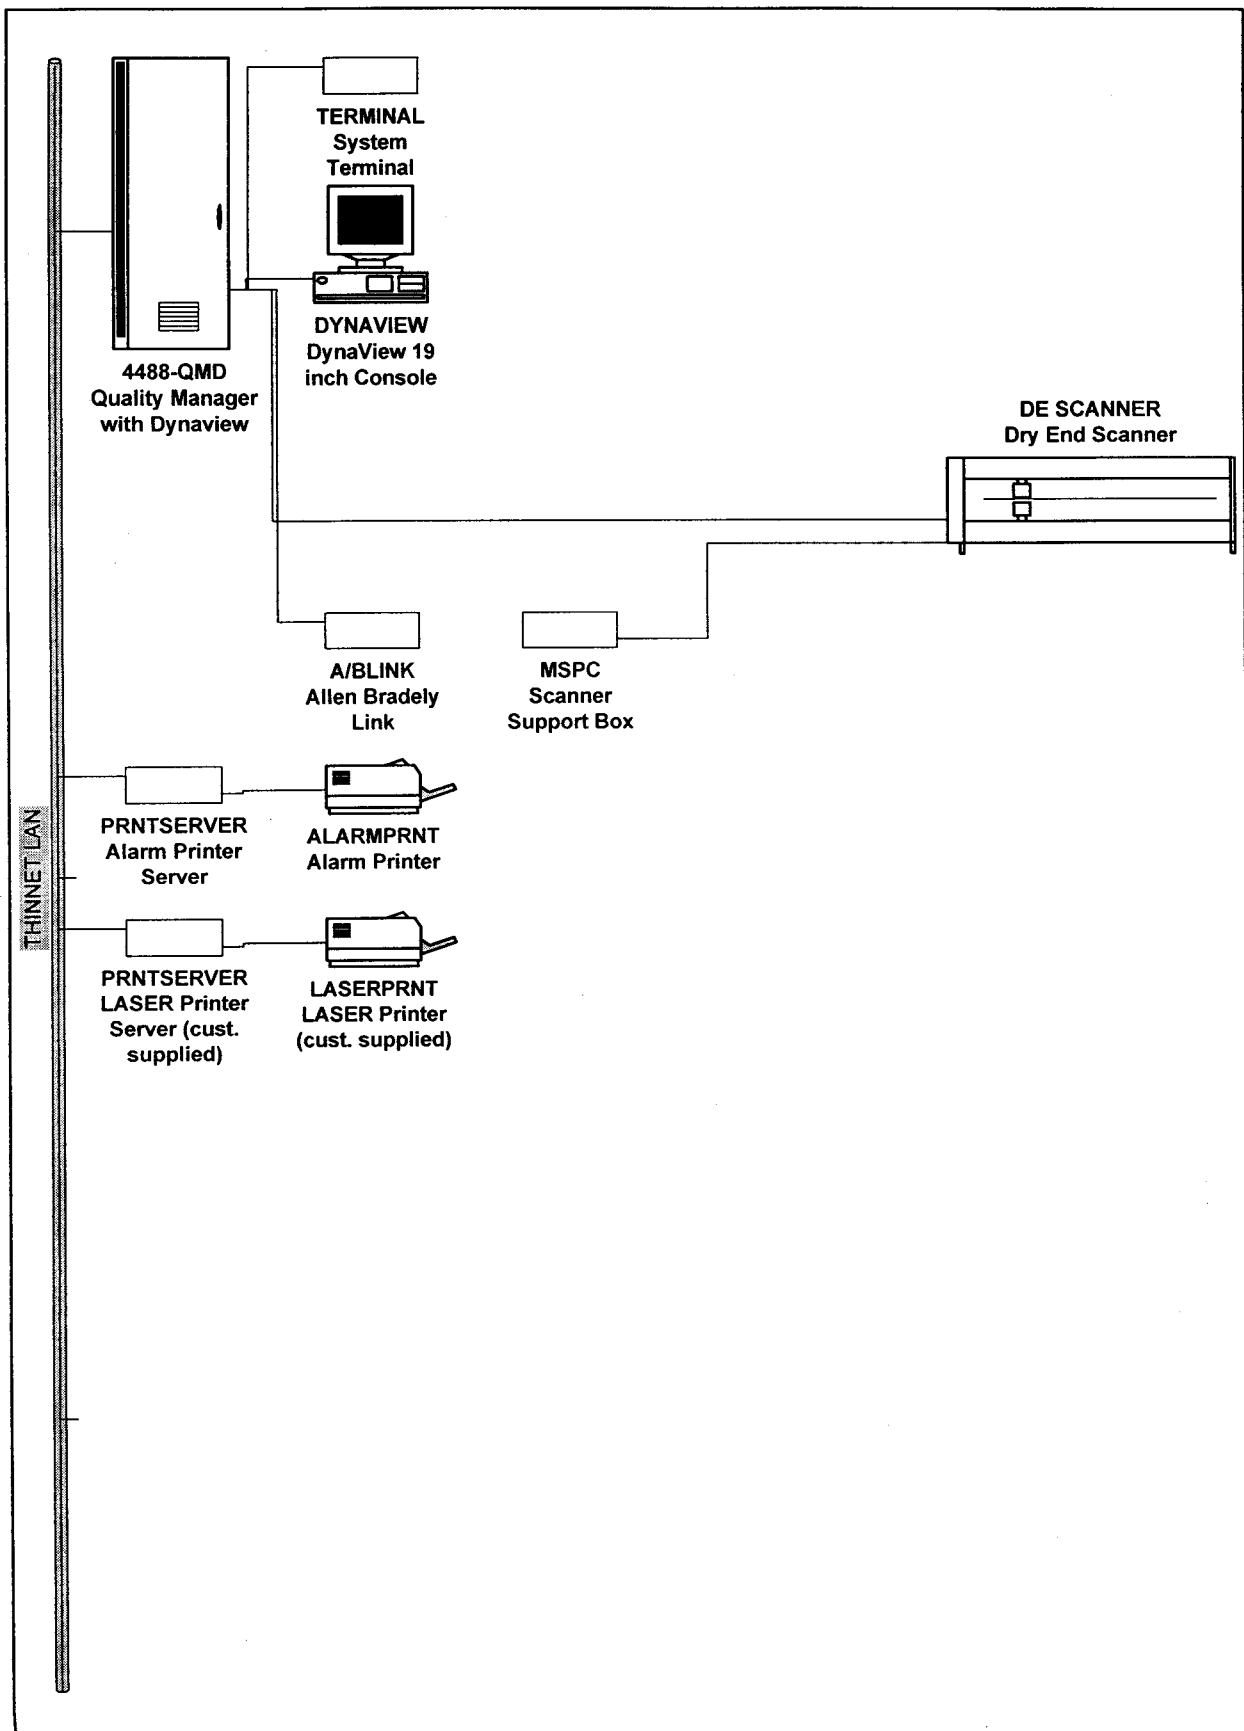 TERMINAL
System
Terminal
DYNAVIEW
DynaView 19
inch Console
4488-QMD
Quality Manager
with Dynaview
DE SCANNER
Dry End Scanner
A/BLINK
Allen Bradely
Link
MSPC
Scanner
Support Box
THINNET LAN
PRNTSERVER
Alarm Printer
Server
ALARMPRNT
Alarm Printer
PRNTSERVER
LASER Printer
Server (cust.
supplied)
LASERPRNT
LASER Printer
(cust. supplied)